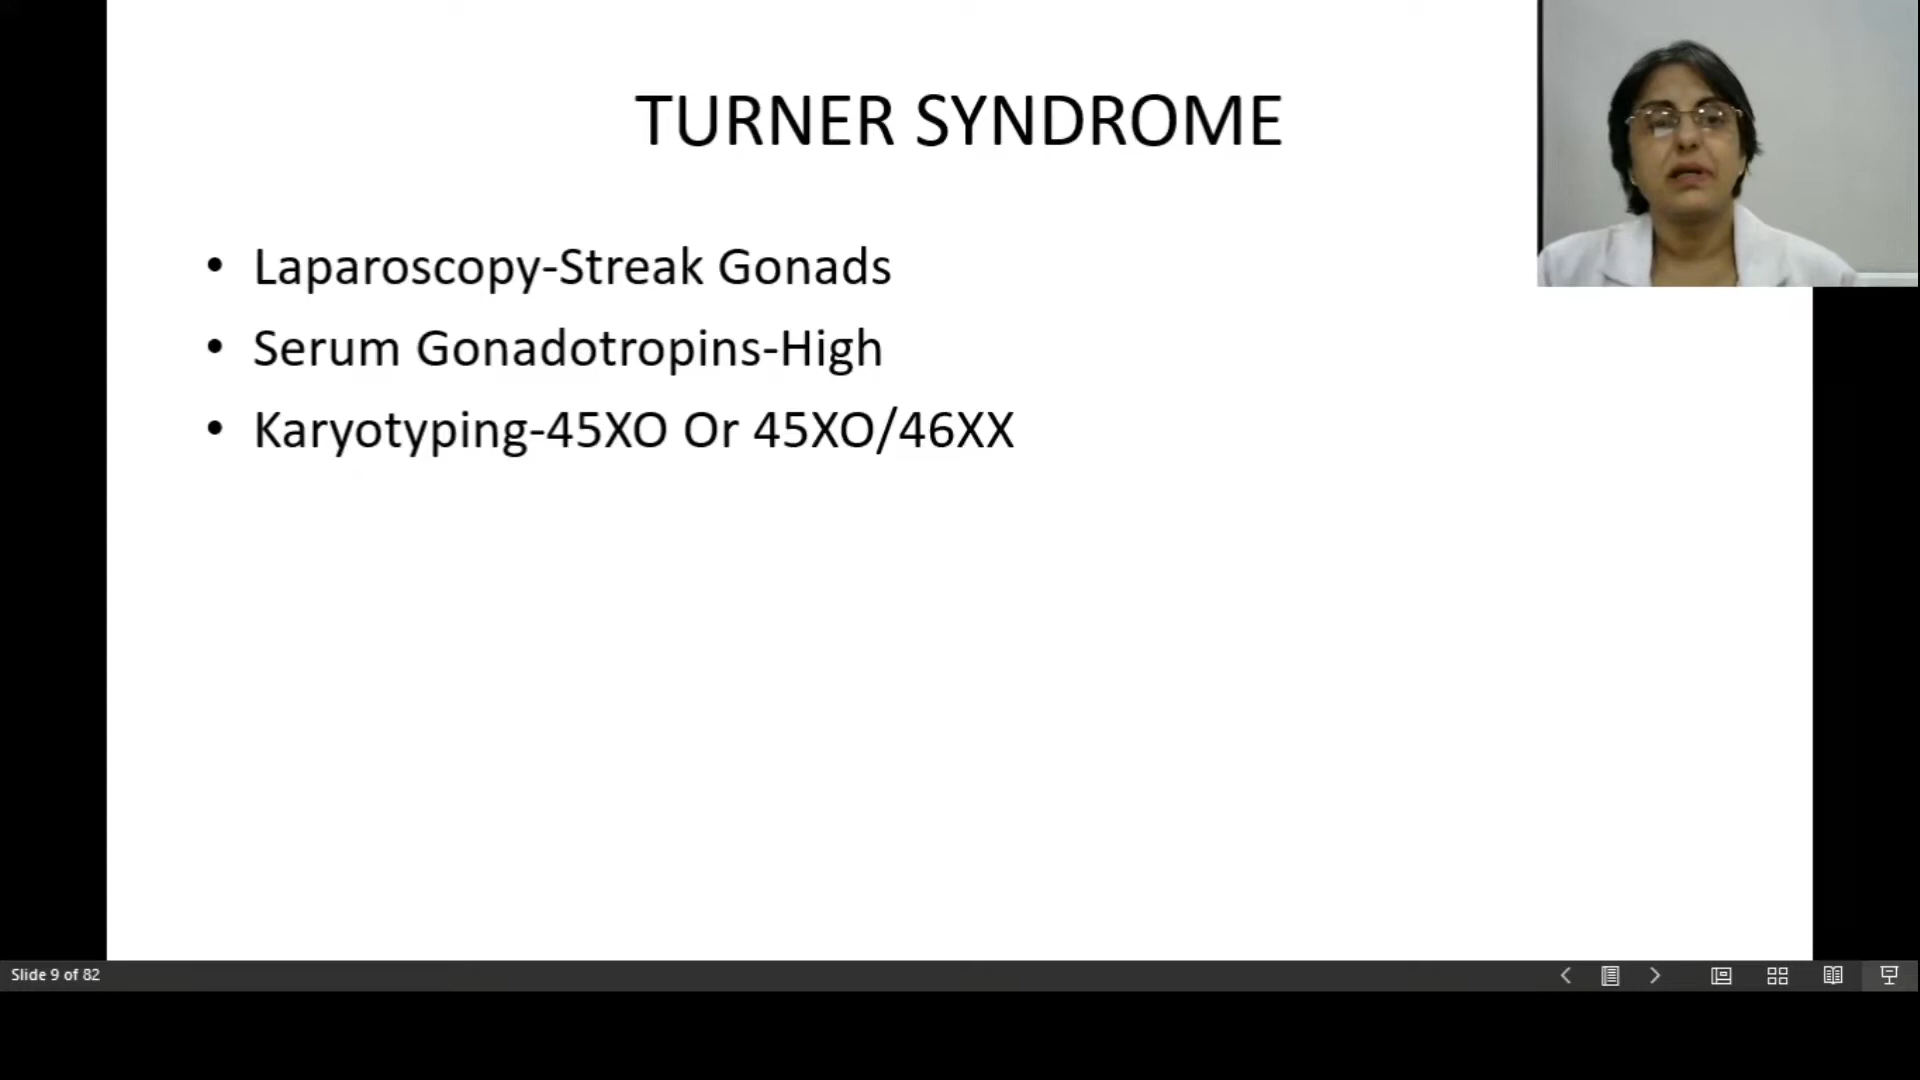 TURNER SYNDROME
• Laparoscopy-Streak Gonads
• Serum Gonadotropins-High
• Karyotyping-45XO Or 45XO/46XX
Slide 9 of 82